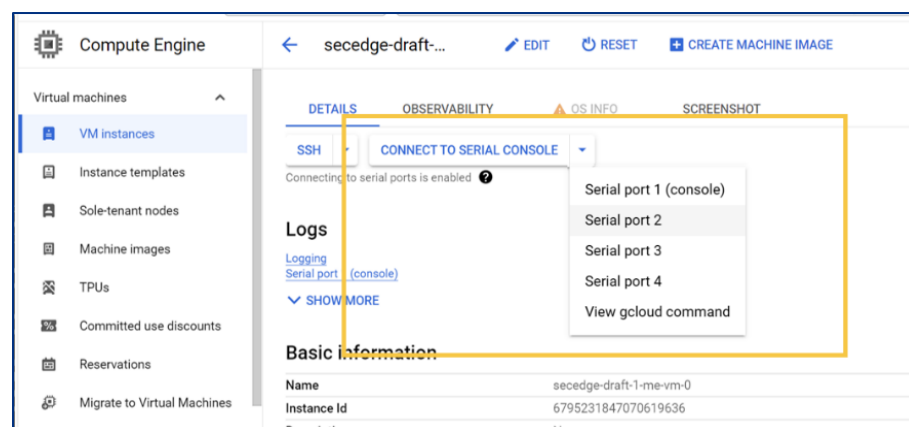 Compute Engine
secedge-draft-...
EDIT
RESET
CREATE MACHINE IMAGE
Virtual machines
VM instances
Instance templates
Sole-tenant nodes
Machine images
TPUs
Committed use discounts
Reservations
Migrate to Virtual Machines
DETAILS
OBSERVABILITY
OS INFO
SCREENSHOT
SSH
CONNECT TO SERIAL CONSOLE
Connecting to serial ports is enabled
Serial port 1 (console)
Serial port 2
Serial port 3
Serial port 4
View gcloud command
Logs
Logging
Serial port (console)
SHOW MORE
Basic information
Name secedge-draft-1-me-vm-0
Instance Id 6795231847070619636